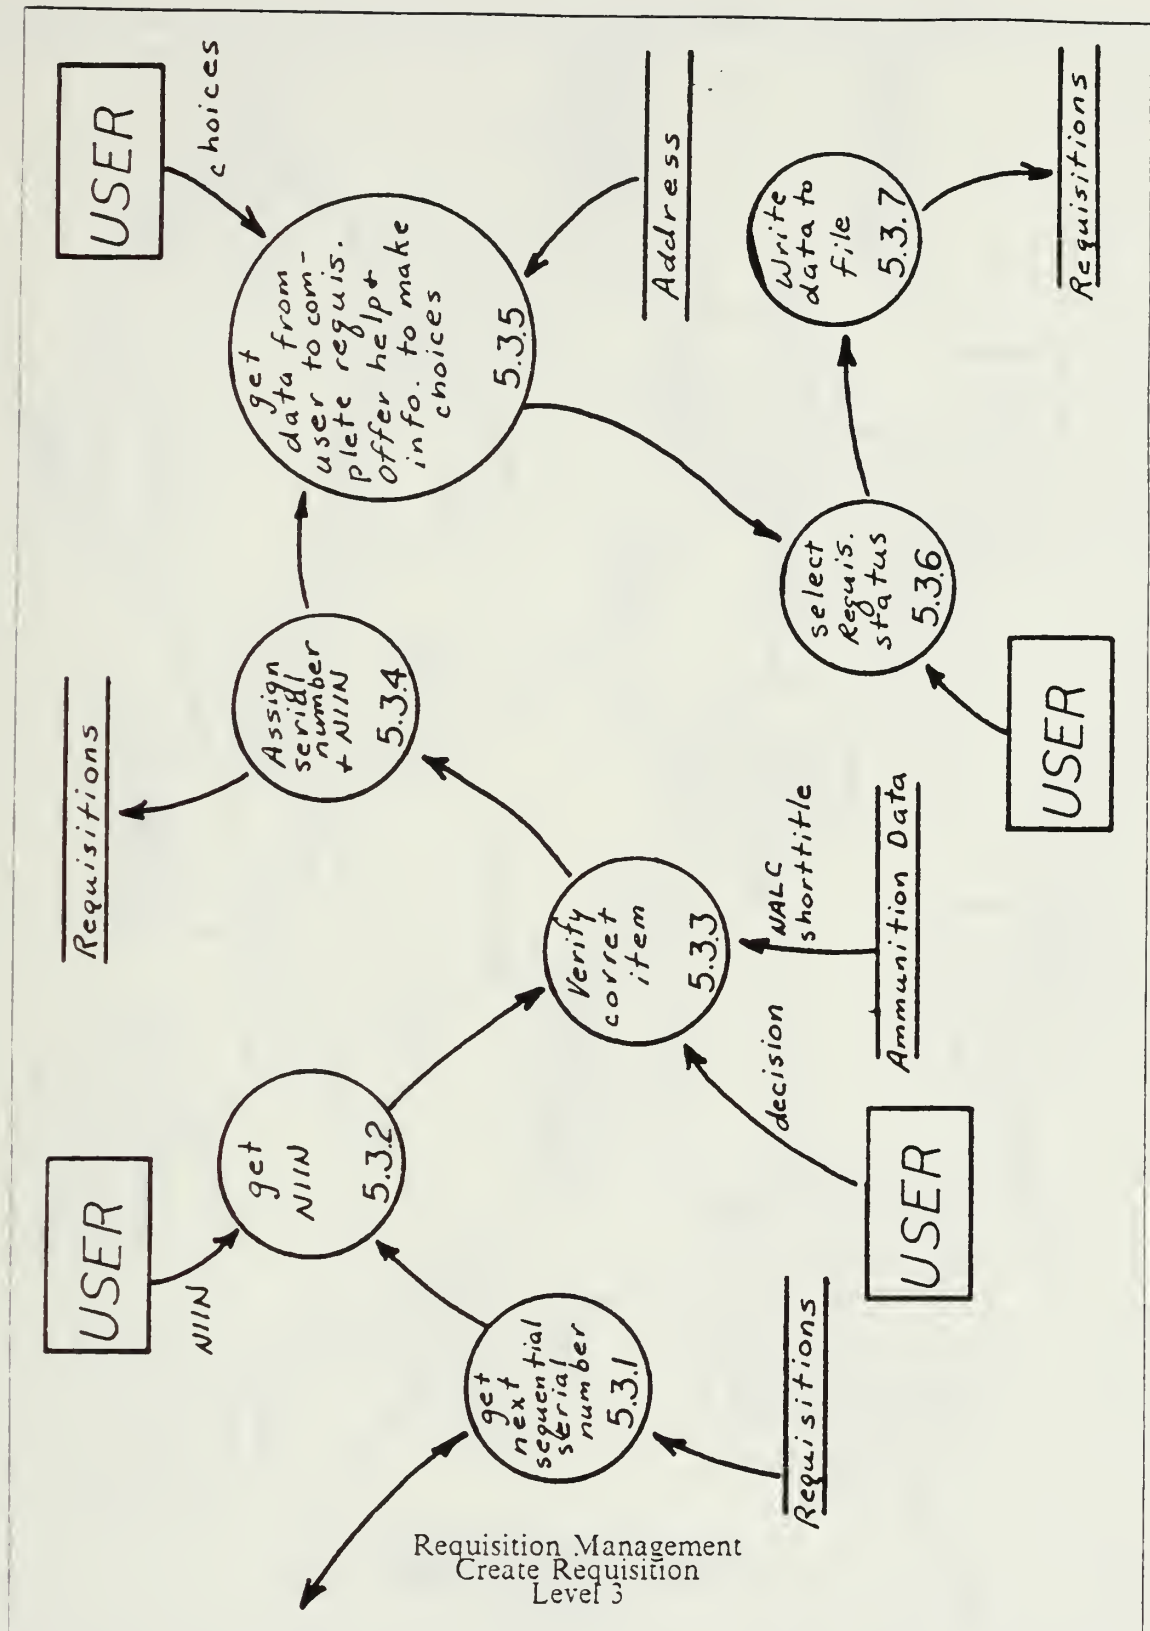 USER
choices
get
data from
user to com-
plete requis.
Offer help +
info. to make
choices
5.3.5
Address
Write
data to
file
5.3.7
Requisitions
select
Requis.
status
5.3.6
USER
Requisitions
Assign
serial
number
+ NIIN
5.3.4
Verify
corret
item
5.3.3
NALC
shorttitle
Ammunition Data
decision
USER
USER
NIIN
get
NIIN
5.3.2
get
next
sequential
serial
number
5.3.1
Requisitions
Requisition Management
Create Requisition
Level 3